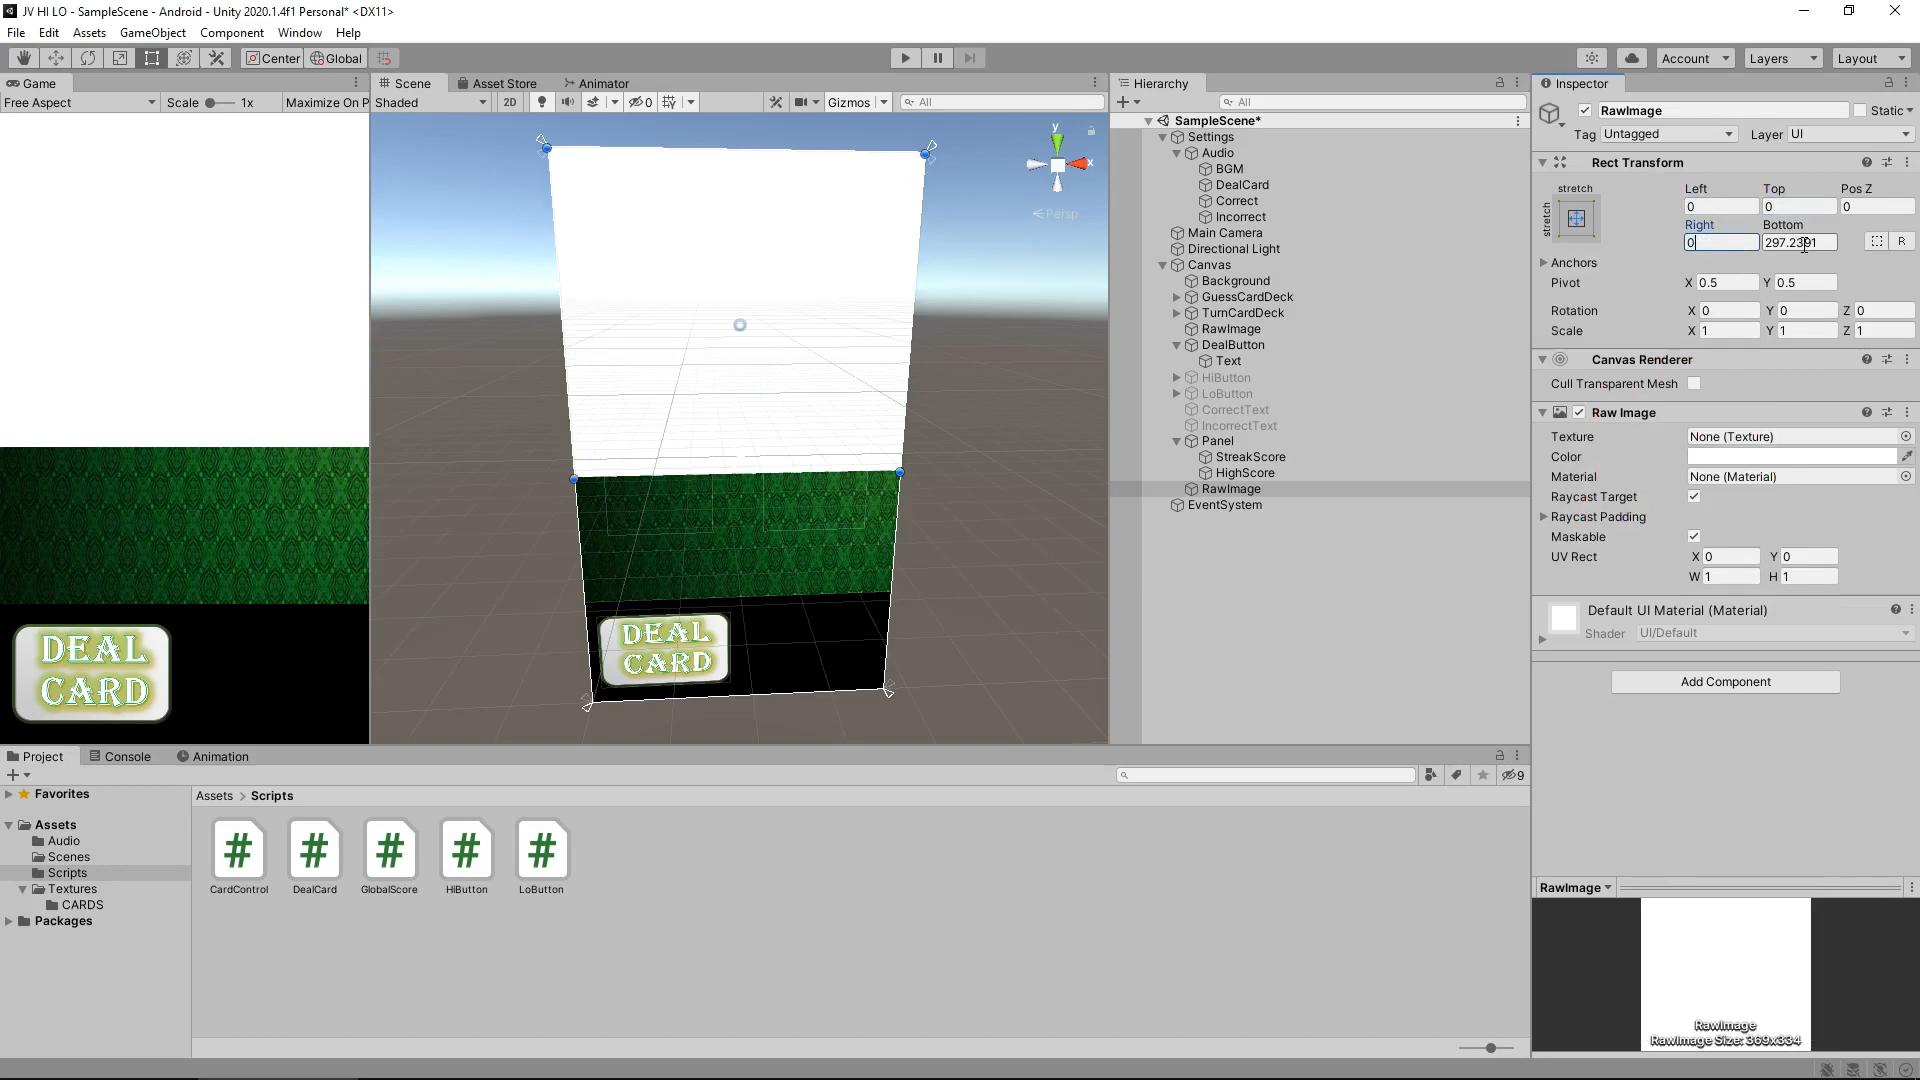 JV HI LO - SampleScene - Android - Unity 2020.1.4f1 Personal* <DX11>
File Edit Assets GameObject Component Window Help
Center Global Account Layers Layout
Game
Free Aspect Scale 1x Maximize On P
Scene Asset Store Animator
Shaded 2D 0 Gizmos All
y
x
Persp
DEAL
CARD
DEAL
CARD
Hierarchy
All
SampleScene*
Settings
Audio
BGM
DealCard
Correct
Incorrect
Main Camera
Directional Light
Canvas
Background
GuessCardDeck
TurnCardDeck
RawImage
DealButton
Text
HiButton
LoButton
CorrectText
IncorrectText
Panel
StreakScore
HighScore
RawImage
EventSystem
Inspector
RawImage Static
Tag Untagged Layer UI
Rect Transform
stretch
stretch
Left Top Pos Z
0 0 0
Right Bottom
0 297.2391 R
Anchors
Pivot X 0.5 Y 0.5
Rotation X 0 Y 0 Z 0
Scale X 1 Y 1 Z 1
Canvas Renderer
Cull Transparent Mesh
Raw Image
Texture None (Texture)
Color
Material None (Material)
Raycast Target
Raycast Padding
Maskable
UV Rect X 0 Y 0
W 1 H 1
Default UI Material (Material)
Shader UI/Default
Add Component
RawImage
RawImage
RawImage Size: 369x334
Project Console Animation
9
Favorites
Assets
Audio
Scenes
Scripts
Textures
CARDS
Packages
Assets > Scripts
# # # # #
CardControl DealCard GlobalScore HiButton LoButton